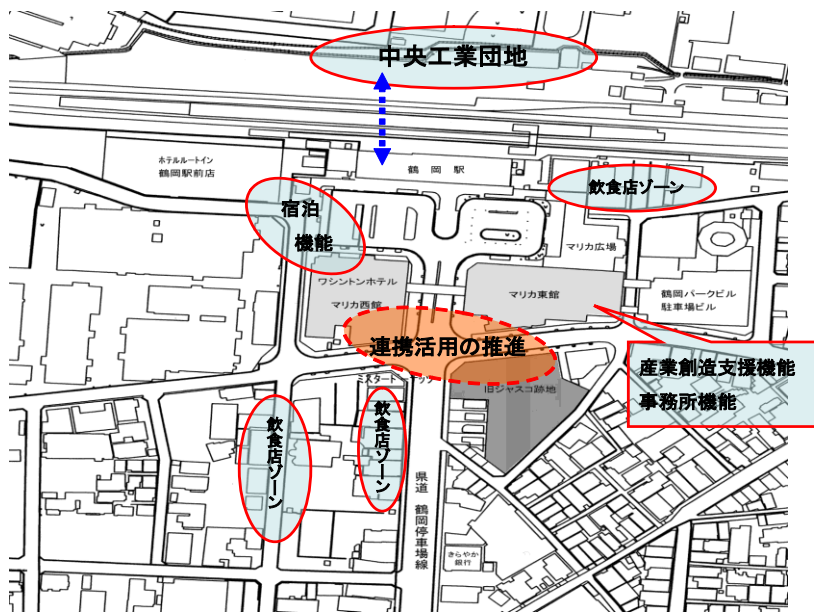 中央工業団地
ホテルルートイン
鶴岡駅前店
鶴岡駅
飲食店ゾーン
宿泊
機能
マリカ広場
ワシントンホテル
マリカ西館
マリカ東館
鶴岡パークビル
駐車場ビル
連携活用の推進
産業創造支援機能
事務所機能
旧ジャスコ跡地
飲食店ゾーン
飲食店ゾーン
県道 鶴岡停車場線
きらやか
銀行